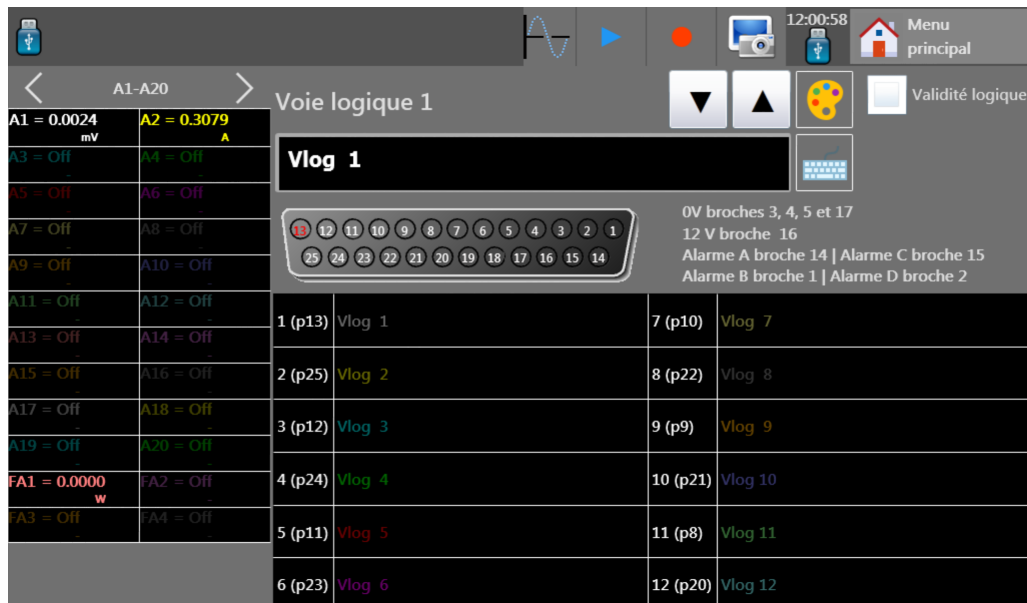 12:00:58
Menu
principal
A1-A20
A1 = 0.0024
mV
A2 = 0.3079
A
A3 = Off
-
A4 = Off
-
A5 = Off
-
A6 = Off
-
A7 = Off
-
A8 = Off
-
A9 = Off
-
A10 = Off
-
A11 = Off
-
A12 = Off
-
A13 = Off
-
A14 = Off
-
A15 = Off
-
A16 = Off
-
A17 = Off
-
A18 = Off
-
A19 = Off
-
A20 = Off
-
FA1 = 0.0000
W
FA2 = Off
-
FA3 = Off
-
FA4 = Off
-
Voie logique 1
Validité logique
Vlog 1
13 12 11 10 9 8 7 6 5 4 3 2 1
25 24 23 22 21 20 19 18 17 16 15 14
0V broches 3, 4, 5 et 17
12 V broche 16
Alarme A broche 14 | Alarme C broche 15
Alarme B broche 1 | Alarme D broche 2
1 (p13) Vlog 1
7 (p10) Vlog 7
2 (p25) Vlog 2
8 (p22) Vlog 8
3 (p12) Vlog 3
9 (p9) Vlog 9
4 (p24) Vlog 4
10 (p21) Vlog 10
5 (p11) Vlog 5
11 (p8) Vlog 11
6 (p23) Vlog 6
12 (p20) Vlog 12